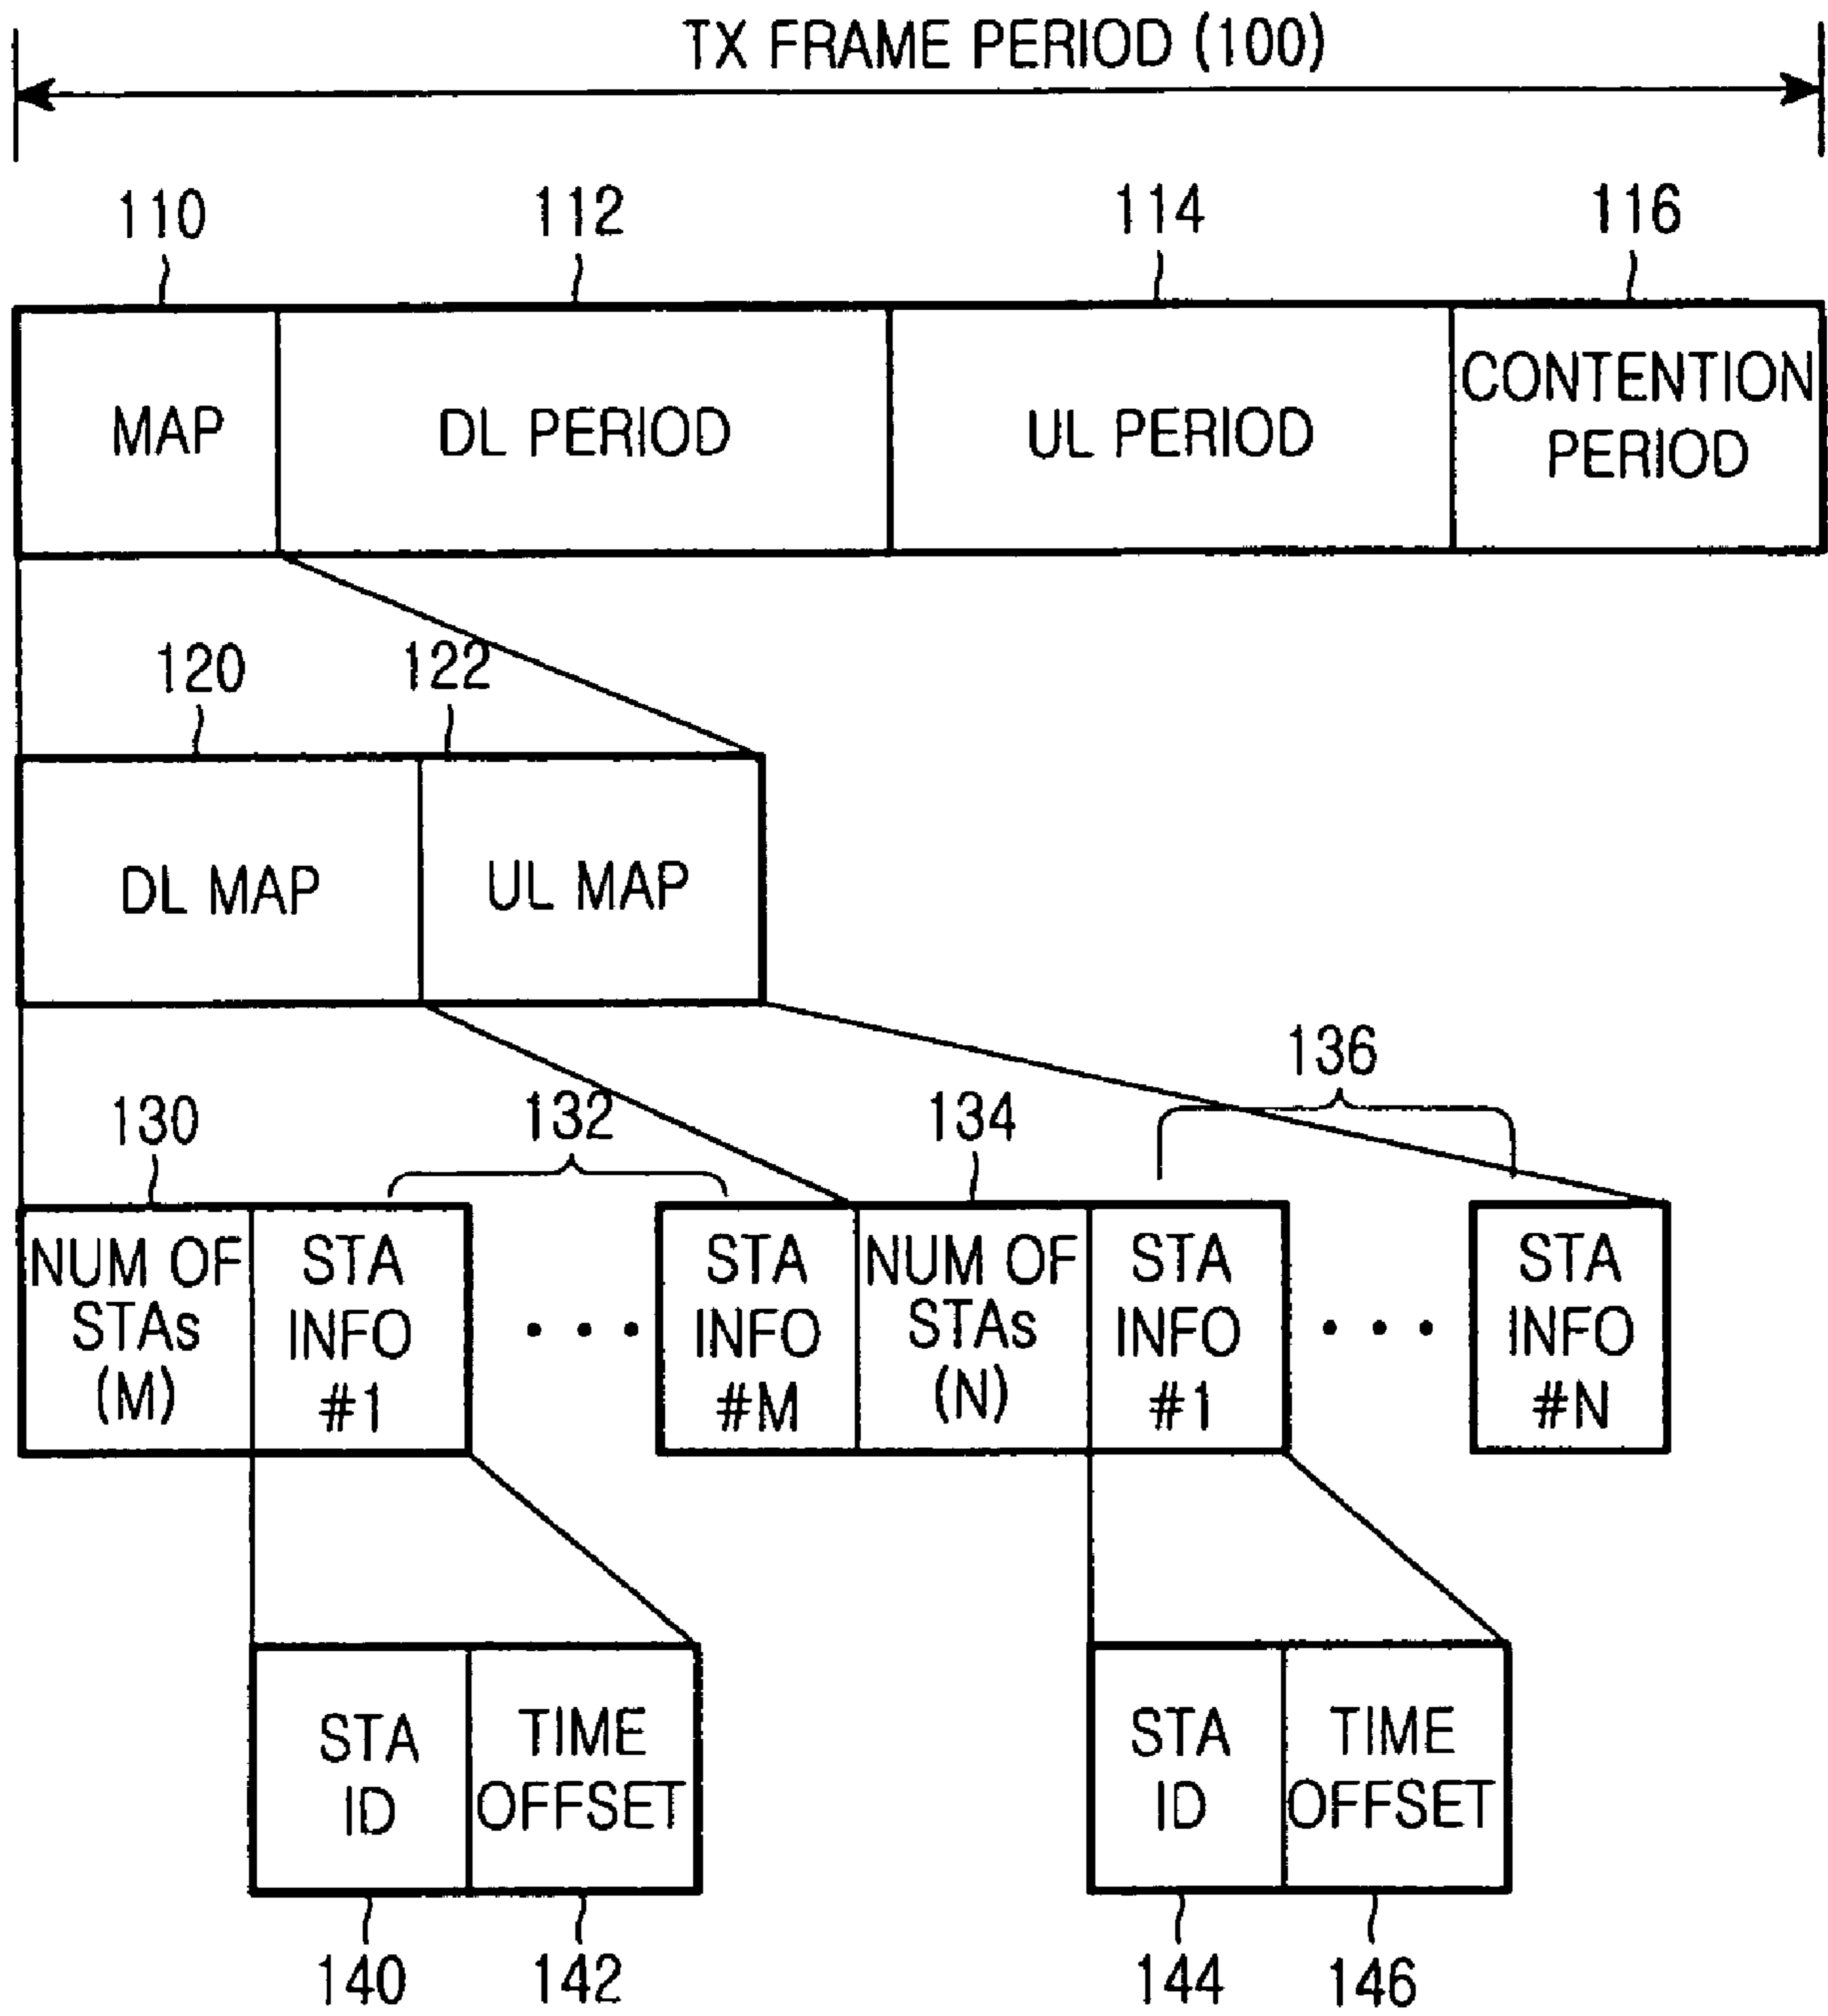 TX FRAME PERIOD (100)
110
112
114
116
MAP
DL PERIOD
UL PERIOD
CONTENTION
PERIOD
120
122
DL MAP
UL MAP
130
132
134
136
NUM OF
STAs
(M)
STA
INFO
#1
• • •
STA
INFO
#M
NUM OF
STAs
(N)
STA
INFO
#1
• • •
STA
INFO
#N
STA
ID
TIME
OFFSET
STA
ID
TIME
OFFSET
140
142
144
146